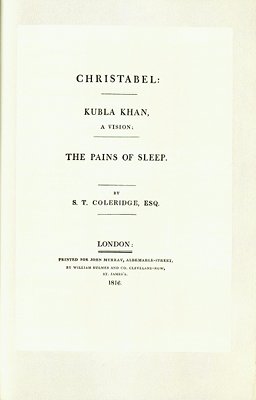 CHRISTABEL:
KUBLA KHAN,
A VISION;
THE PAINS OF SLEEP.
BY
S. T. COLERIDGE, ESQ.
LONDON:
PRINTED FOR JOHN MURRAY, ALBEMARLE-STREET,
BY WILLIAM BULMER AND CO. CLEVELAND-ROW,
ST. JAMES'S.
1816.